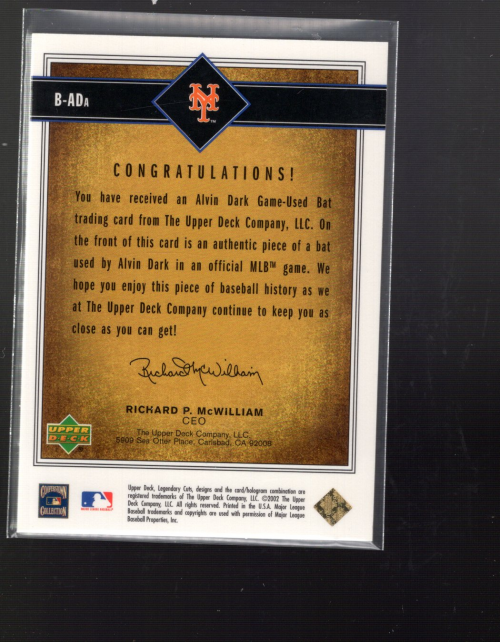 B-ADA
NY
TM
CONGRATULATIONS!
You have received an Alvin Dark Game-Used Bat
trading card from The Upper Deck Company, LLC. On
the front of this card is an authentic piece of a bat
used by Alvin Dark in an official MLB™ game. We
hope you enjoy this piece of baseball history as we
at The Upper Deck Company continue to keep you as
close as you can get!
Richard McWilliam
RICHARD P. McWILLIAM
CEO
The Upper Deck Company, LLC
5909 Sea Otter Place, Carlsbad, CA 92008
UPPER
DECK
COOPERSTOWN
COLLECTION
Upper Deck, Legendary Cuts, designs and the card/hologram combination are
registered trademarks of The Upper Deck Company, LLC. ©2002 The Upper
Deck Company, LLC. All rights reserved. Printed in the U.S.A. Major League
Baseball trademarks and copyrights are used with permission of Major League
Baseball Properties, Inc.